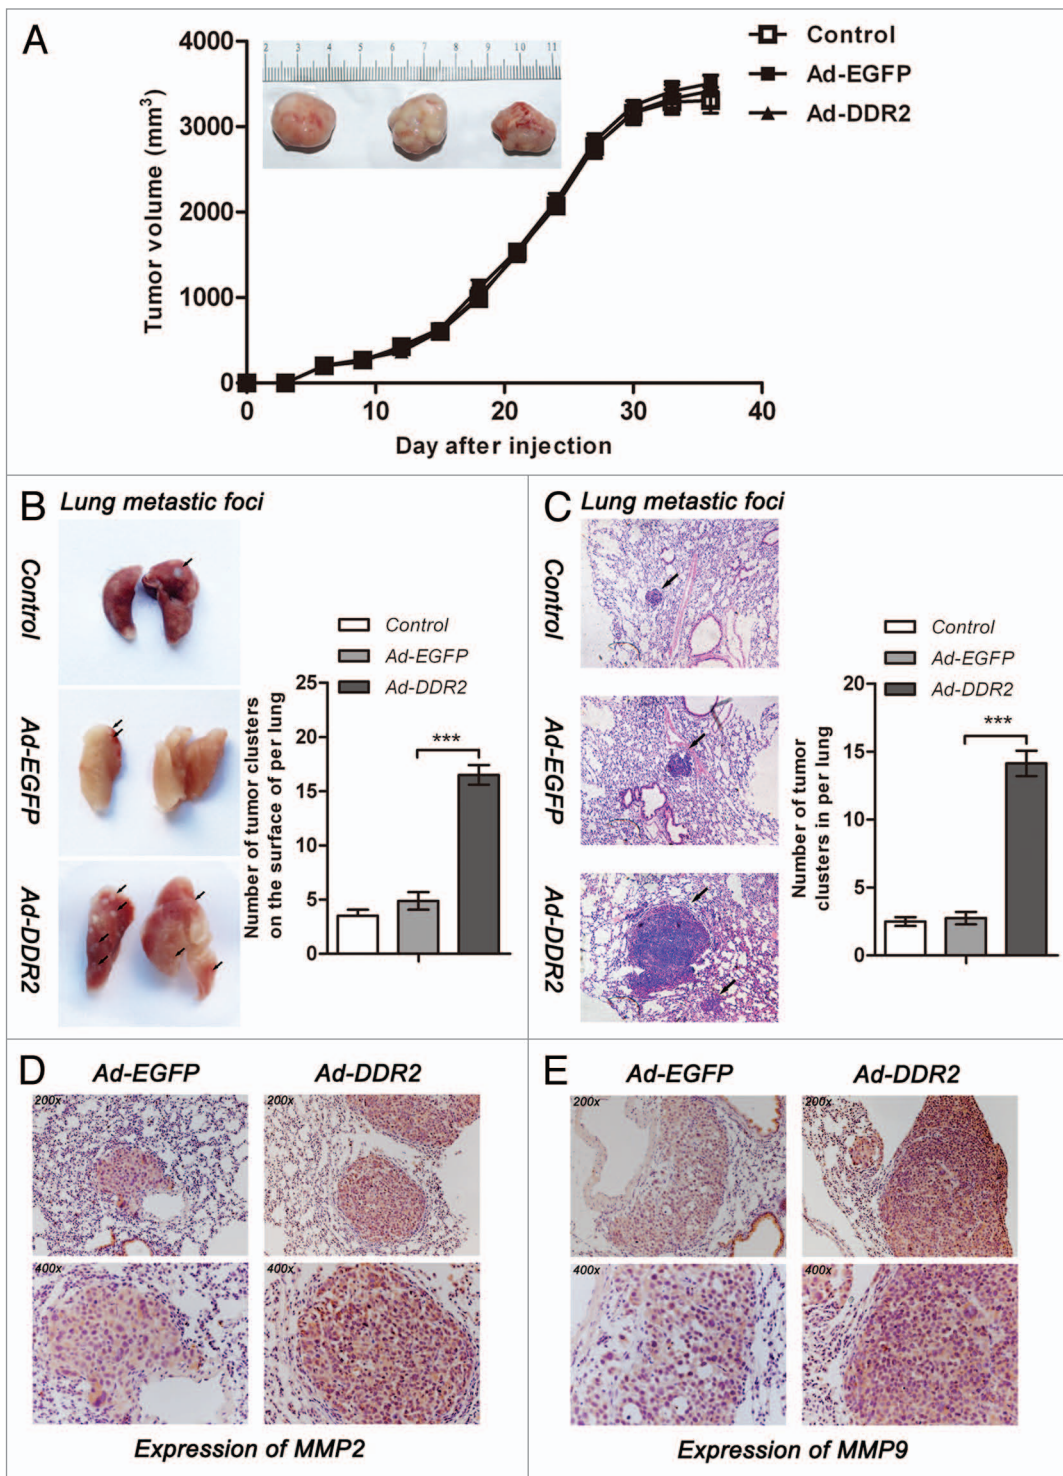 A
4000
3000
2000
1000
0
Tumor volume (mm³)
2 3 4 5 6 7 8 9 10 11
Control
Ad-EGFP
Ad-DDR2
0 10 20 30 40
Day after injection
B
Lung metastic foci
Control
Ad-EGFP
Ad-DDR2
Control
Ad-EGFP
Ad-DDR2
Number of tumor clusters
on the surface of per lung
25
20
15
10
5
0
***
C
Lung metastic foci
Control
Ad-EGFP
Ad-DDR2
Control
Ad-EGFP
Ad-DDR2
Number of tumor
clusters in per lung
20
15
10
5
0
***
D
Ad-EGFP Ad-DDR2
200x 200x
400x 400x
Expression of MMP2
E
Ad-EGFP Ad-DDR2
200x 200x
400x 400x
Expression of MMP9